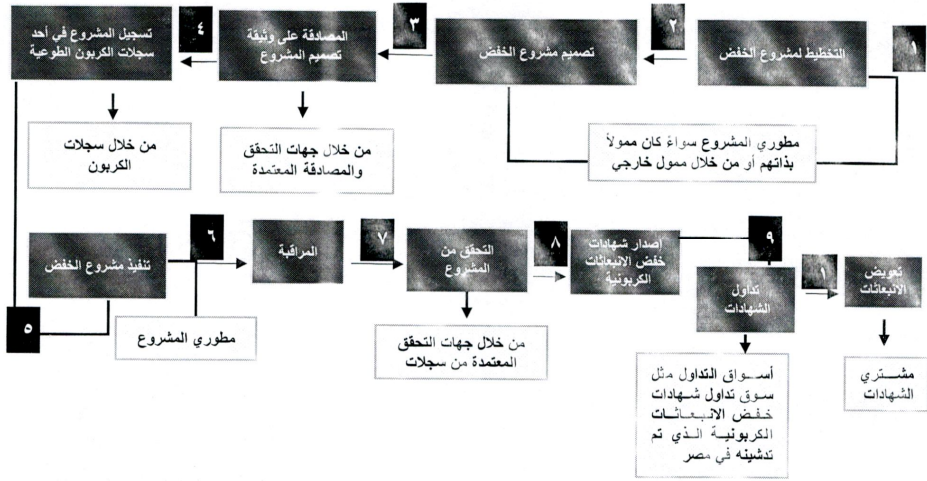 ١
التخطيط لمشروع الخفض
٢
تصميم مشروع الخفض
٣
المصادقة على وثيقة
تصميم المشروع
٤
تسجيل المشروع في أحد
سجلات الكربون الطوعية
مطوري المشروع سواءً كان ممولاً
بذاتهم أو من خلال ممول خارجي
من خلال جهات التحقق
والمصادقة المعتمدة
من خلال سجلات
الكربون
٥
تنفيذ مشروع الخفض
٦
المراقبة
٧
التحقق من
المشروع
٨
إصدار شهادات
خفض الانبعاثات
الكربونية
٩
تداول
الشهادات
١
تعويض
الانبعاثات
مطوري المشروع
من خلال جهات التحقق
المعتمدة من سجلات
أسواق التداول مثل
سوق تداول شهادات
خفض الانبعاثات
الكربونية الذي تم
تدشينه في مصر
مشتري
الشهادات